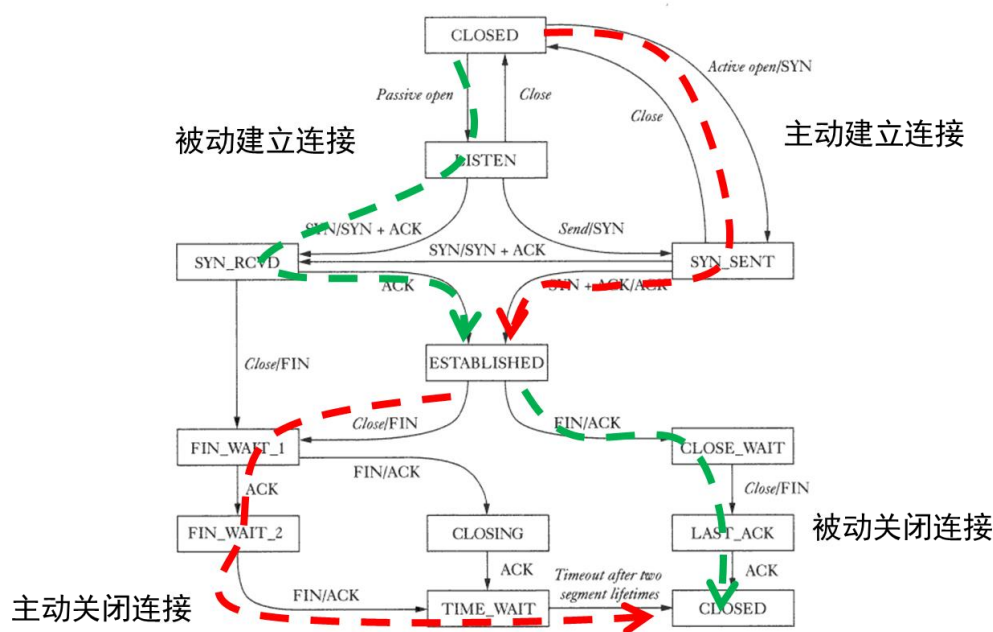 CLOSED
Active open/SYN
Passive open
Close
Close
被动建立连接
主动建立连接
LISTEN
SYN/SYN + ACK
Send/SYN
SYN/SYN + ACK
SYN_RCVD
SYN_SENT
ACK
SYN + ACK/ACK
ESTABLISHED
Close/FIN
Close/FIN
FIN/ACK
FIN_WAIT_1
CLOSE_WAIT
FIN/ACK
ACK
Close/FIN
FIN_WAIT_2
CLOSING
LAST_ACK
被动关闭连接
ACK
Timeout after two
segment lifetimes
ACK
主动关闭连接
FIN/ACK
TIME_WAIT
CLOSED